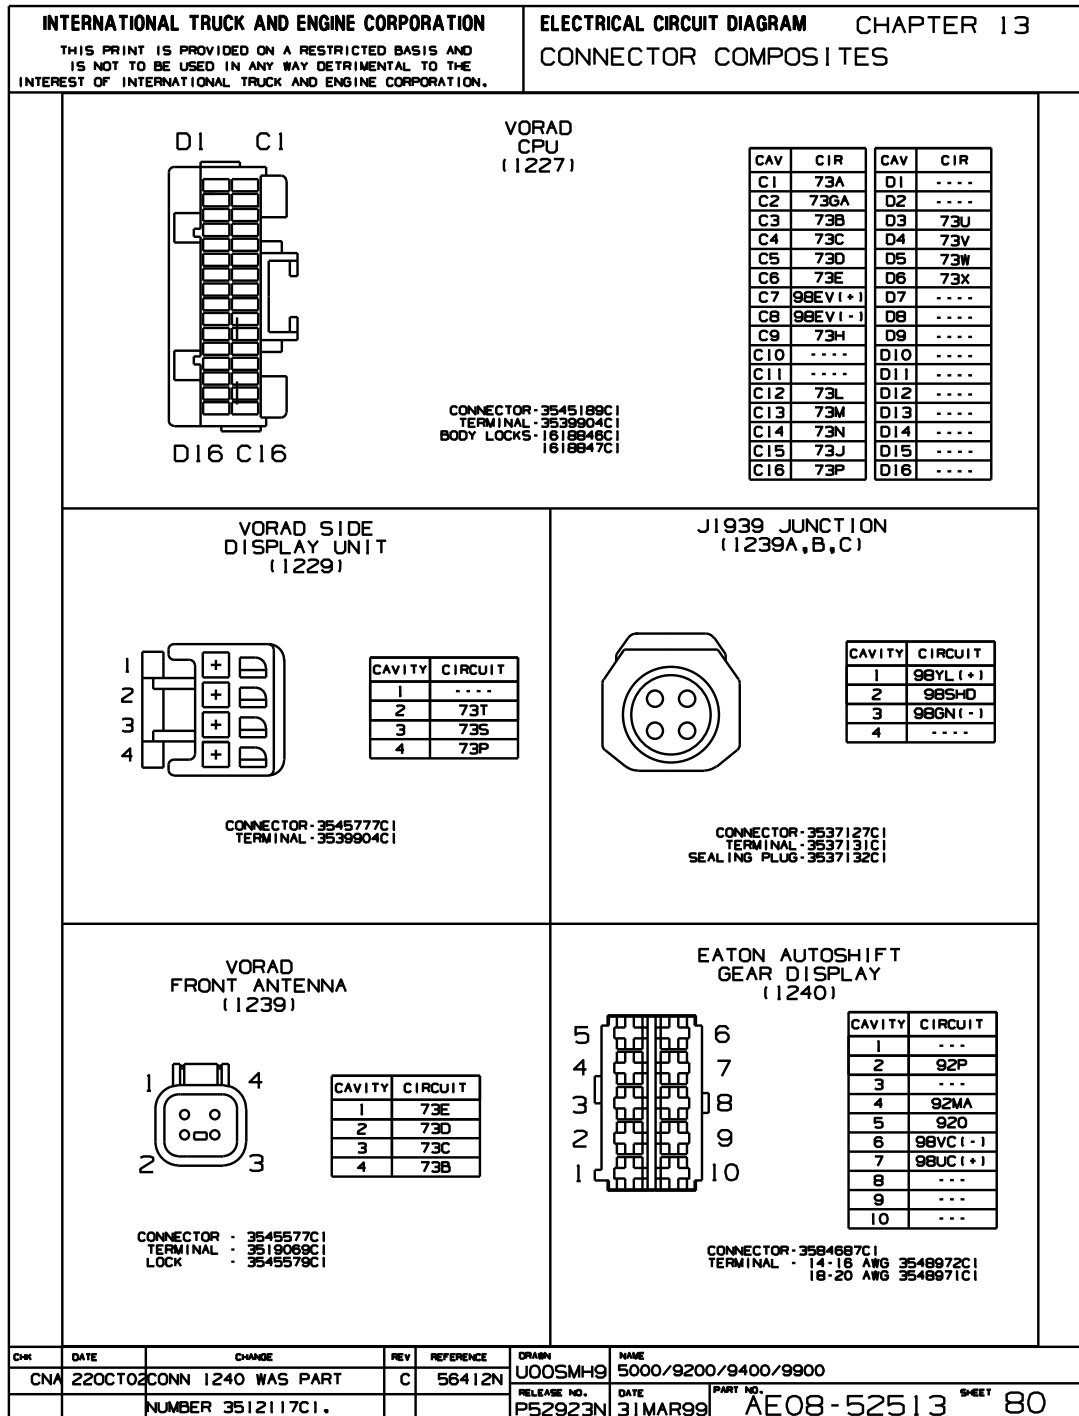 INTERNATIONAL TRUCK AND ENGINE CORPORATION
THIS PRINT IS PROVIDED ON A RESTRICTED BASIS AND
IS NOT TO BE USED IN ANY WAY DETRIMENTAL TO THE
INTEREST OF INTERNATIONAL TRUCK AND ENGINE CORPORATION.
ELECTRICAL CIRCUIT DIAGRAM CHAPTER 13
CONNECTOR COMPOSITES
VORAD
CPU
(1227)
D1 C1
D16 C16
CONNECTOR-3545189C1
TERMINAL-3539904C1
BODY LOCKS-1618846C1
1618847C1
CAV CIR CAV CIR
C1 73A D1 ----
C2 73GA D2 ----
C3 73B D3 73U
C4 73C D4 73V
C5 73D D5 73W
C6 73E D6 73X
C7 98EV(+) D7 ----
C8 98EV(-) D8 ----
C9 73H D9 ----
C10 ---- D10 ----
C11 ---- D11 ----
C12 73L D12 ----
C13 73M D13 ----
C14 73N D14 ----
C15 73J D15 ----
C16 73P D16 ----
VORAD SIDE
DISPLAY UNIT
(1229)
1
2
3
4
CAVITY CIRCUIT
1 ----
2 73T
3 73S
4 73P
CONNECTOR-3545777C1
TERMINAL-3539904C1
J1939 JUNCTION
(1239A,B,C)
CAVITY CIRCUIT
1 98YL(+)
2 98SHD
3 98GN(-)
4 ----
CONNECTOR-3537127C1
TERMINAL-3537131C1
SEALING PLUG-3537132C1
VORAD
FRONT ANTENNA
(1239)
1 4
2 3
CAVITY CIRCUIT
1 73E
2 73D
3 73C
4 73B
CONNECTOR - 3545577C1
TERMINAL - 3519069C1
LOCK - 3545579C1
EATON AUTOSHIFT
GEAR DISPLAY
(1240)
5 6
4 7
3 8
2 9
1 10
CAVITY CIRCUIT
1 ---
2 92P
3 ---
4 92MA
5 920
6 98VC(-)
7 98UC(+)
8 ---
9 ---
10 ---
CONNECTOR-3584687C1
TERMINAL - 14-16 AWG 3548972C1
18-20 AWG 3548971C1
CHK DATE CHANGE REV REFERENCE
CNA 22OCT02 CONN 1240 WAS PART C 56412N
NUMBER 3512117C1.
DRAWN NAME
U00SMH9 5000/9200/9400/9900
RELEASE NO. DATE PART NO. SHEET
P52923N 31MAR99 AE08-52513 80